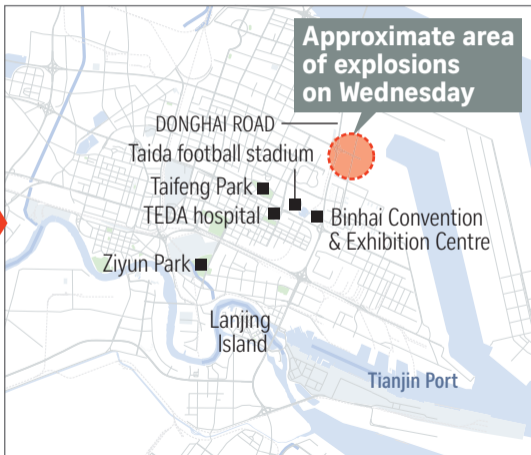 Approximate area
of explosions
on Wednesday
DONGHAI ROAD
Taida football stadium
Taifeng Park
TEDA hospital
Binhai Convention
& Exhibition Centre
Ziyun Park
Lanjing
Island
Tianjin Port